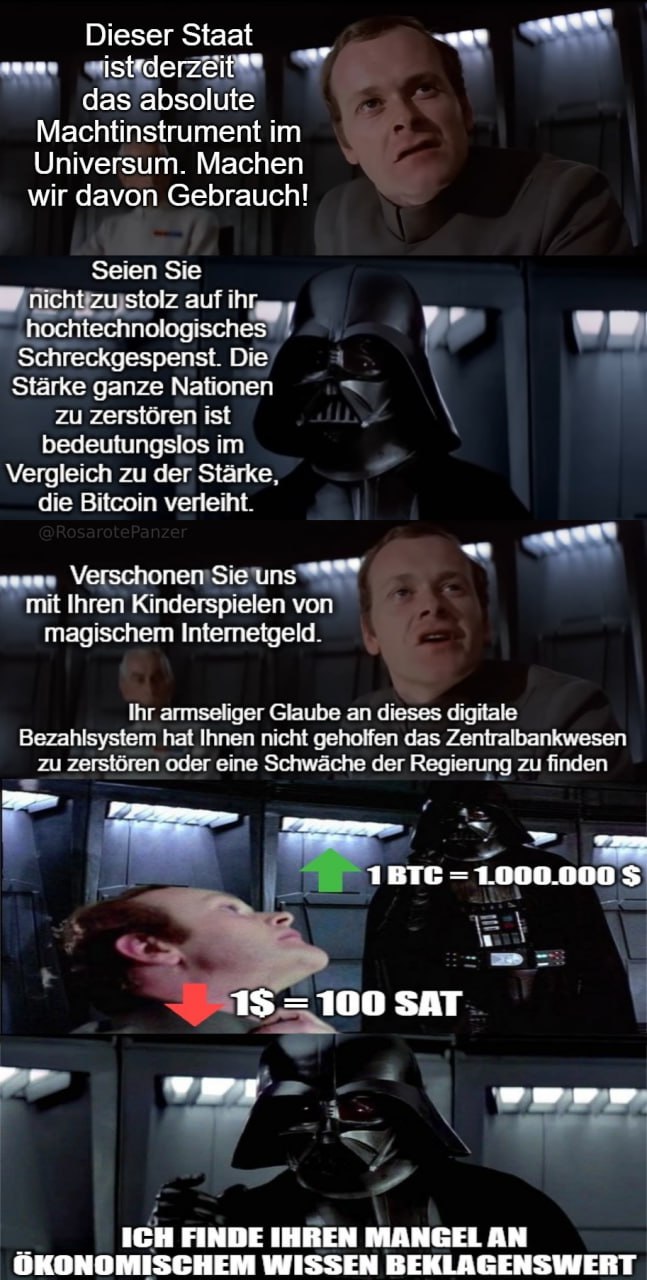 Dieser Staat
ist derzeit
das absolute
Machtinstrument im
Universum. Machen
wir davon Gebrauch!
Seien Sie
nicht zu stolz auf ihr
hochtechnologisches
Schreckgespenst. Die
Stärke ganze Nationen
zu zerstören ist
bedeutungslos im
Vergleich zu der Stärke,
die Bitcoin verleiht.
@RosarotePanzer
Verschonen Sie uns
mit Ihren Kinderspielen von
magischem Internetgeld.
Ihr armseliger Glaube an dieses digitale
Bezahlsystem hat Ihnen nicht geholfen das Zentralbankwesen
zu zerstören oder eine Schwäche der Regierung zu finden
1 BTC = 1.000.000 $
1$ = 100 SAT
ICH FINDE IHREN MANGEL AN
ÖKONOMISCHEM WISSEN BEKLAGENSWERT